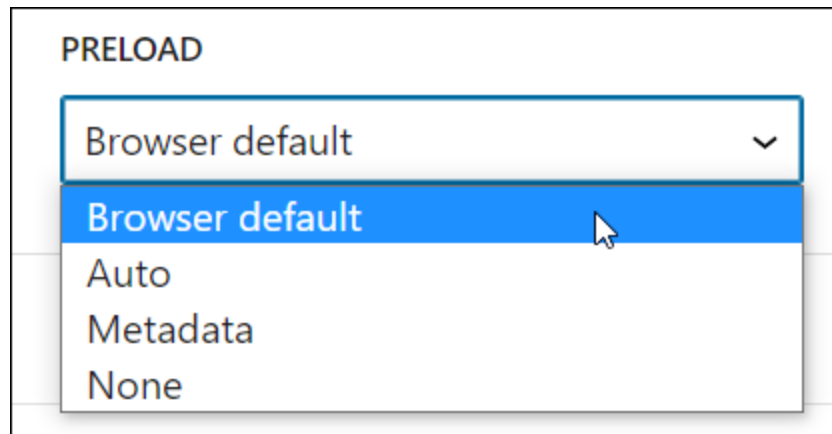 PRELOAD
Browser default
Browser default
Auto
Metadata
None